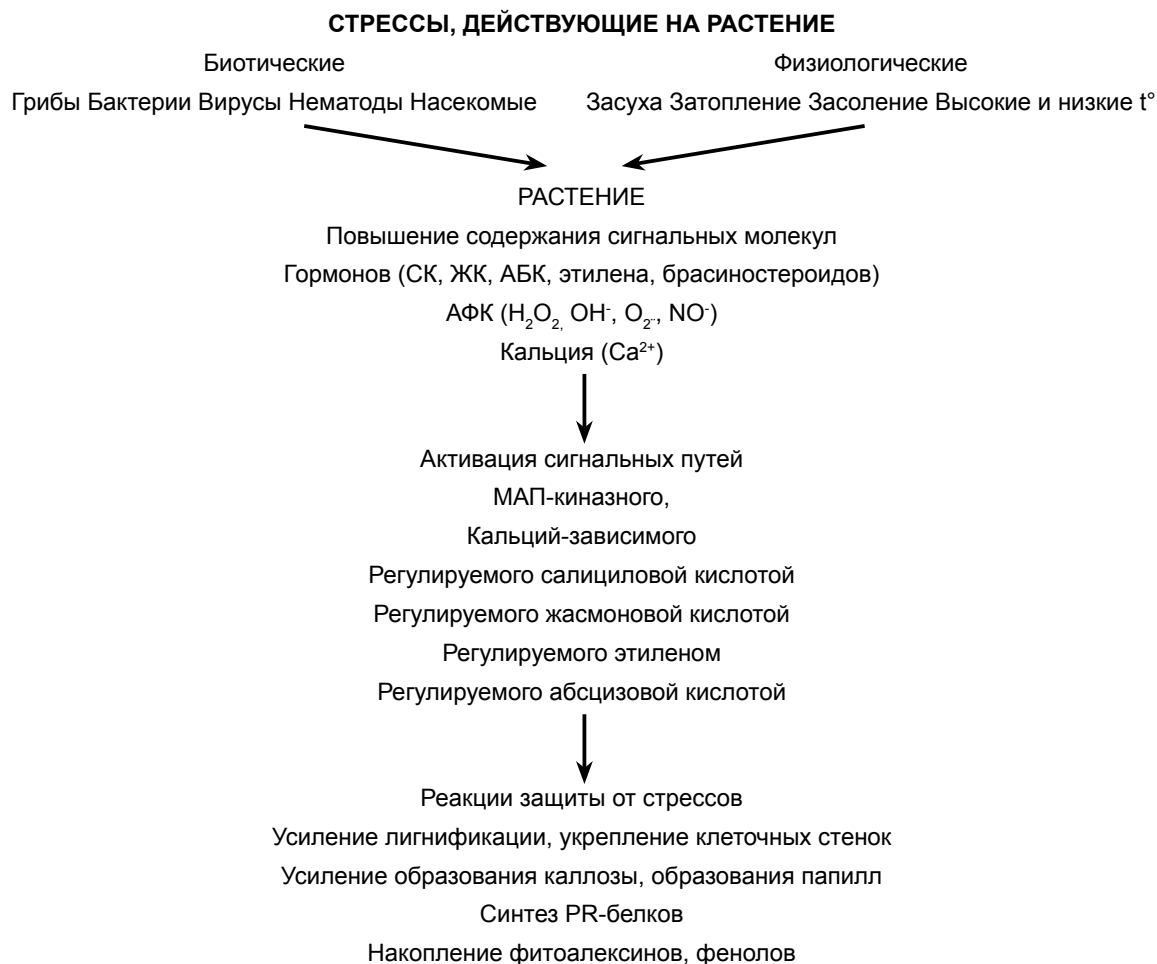 СТРЕССЫ, ДЕЙСТВУЮЩИЕ НА РАСТЕНИЕ
Биотические Физиологические
Грибы Бактерии Вирусы Нематоды Насекомые Засуха Затопление Засоление Высокие и низкие t°
РАСТЕНИЕ
Повышение содержания сигнальных молекул
Гормонов (СК, ЖК, АБК, этилена, брасиностероидов)
АФК (H₂O₂, OH⁻, O₂⁻, NO⁻)
Кальция (Ca²⁺)
Активация сигнальных путей
МАП-киназного,
Кальций-зависимого
Регулируемого салициловой кислотой
Регулируемого жасмоновой кислотой
Регулируемого этиленом
Регулируемого абсцизовой кислотой
Реакции защиты от стрессов
Усиление лигнификации, укрепление клеточных стенок
Усиление образования каллозы, образования папилл
Синтез PR-белков
Накопление фитоалексинов, фенолов